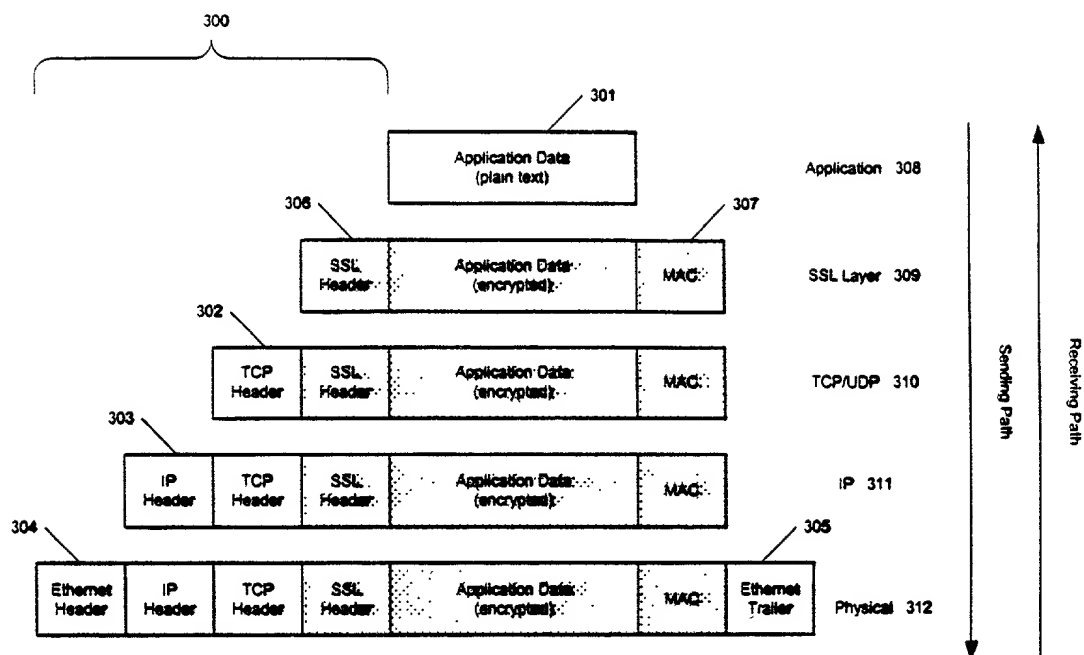 300
301
Application Data
(plain text)
Application 308
306
307
SSL
Header
Application Data
(encrypted)
MAC
SSL Layer 309
302
TCP
Header
SSL
Header
Application Data
(encrypted)
MAC
TCP/UDP 310
303
IP
Header
TCP
Header
SSL
Header
Application Data
(encrypted)
MAC
IP 311
304
305
Ethernet
Header
IP
Header
TCP
Header
SSL
Header
Application Data
(encrypted)
MAC
Ethernet
Trailer
Physical 312
Sending Path
Receiving Path